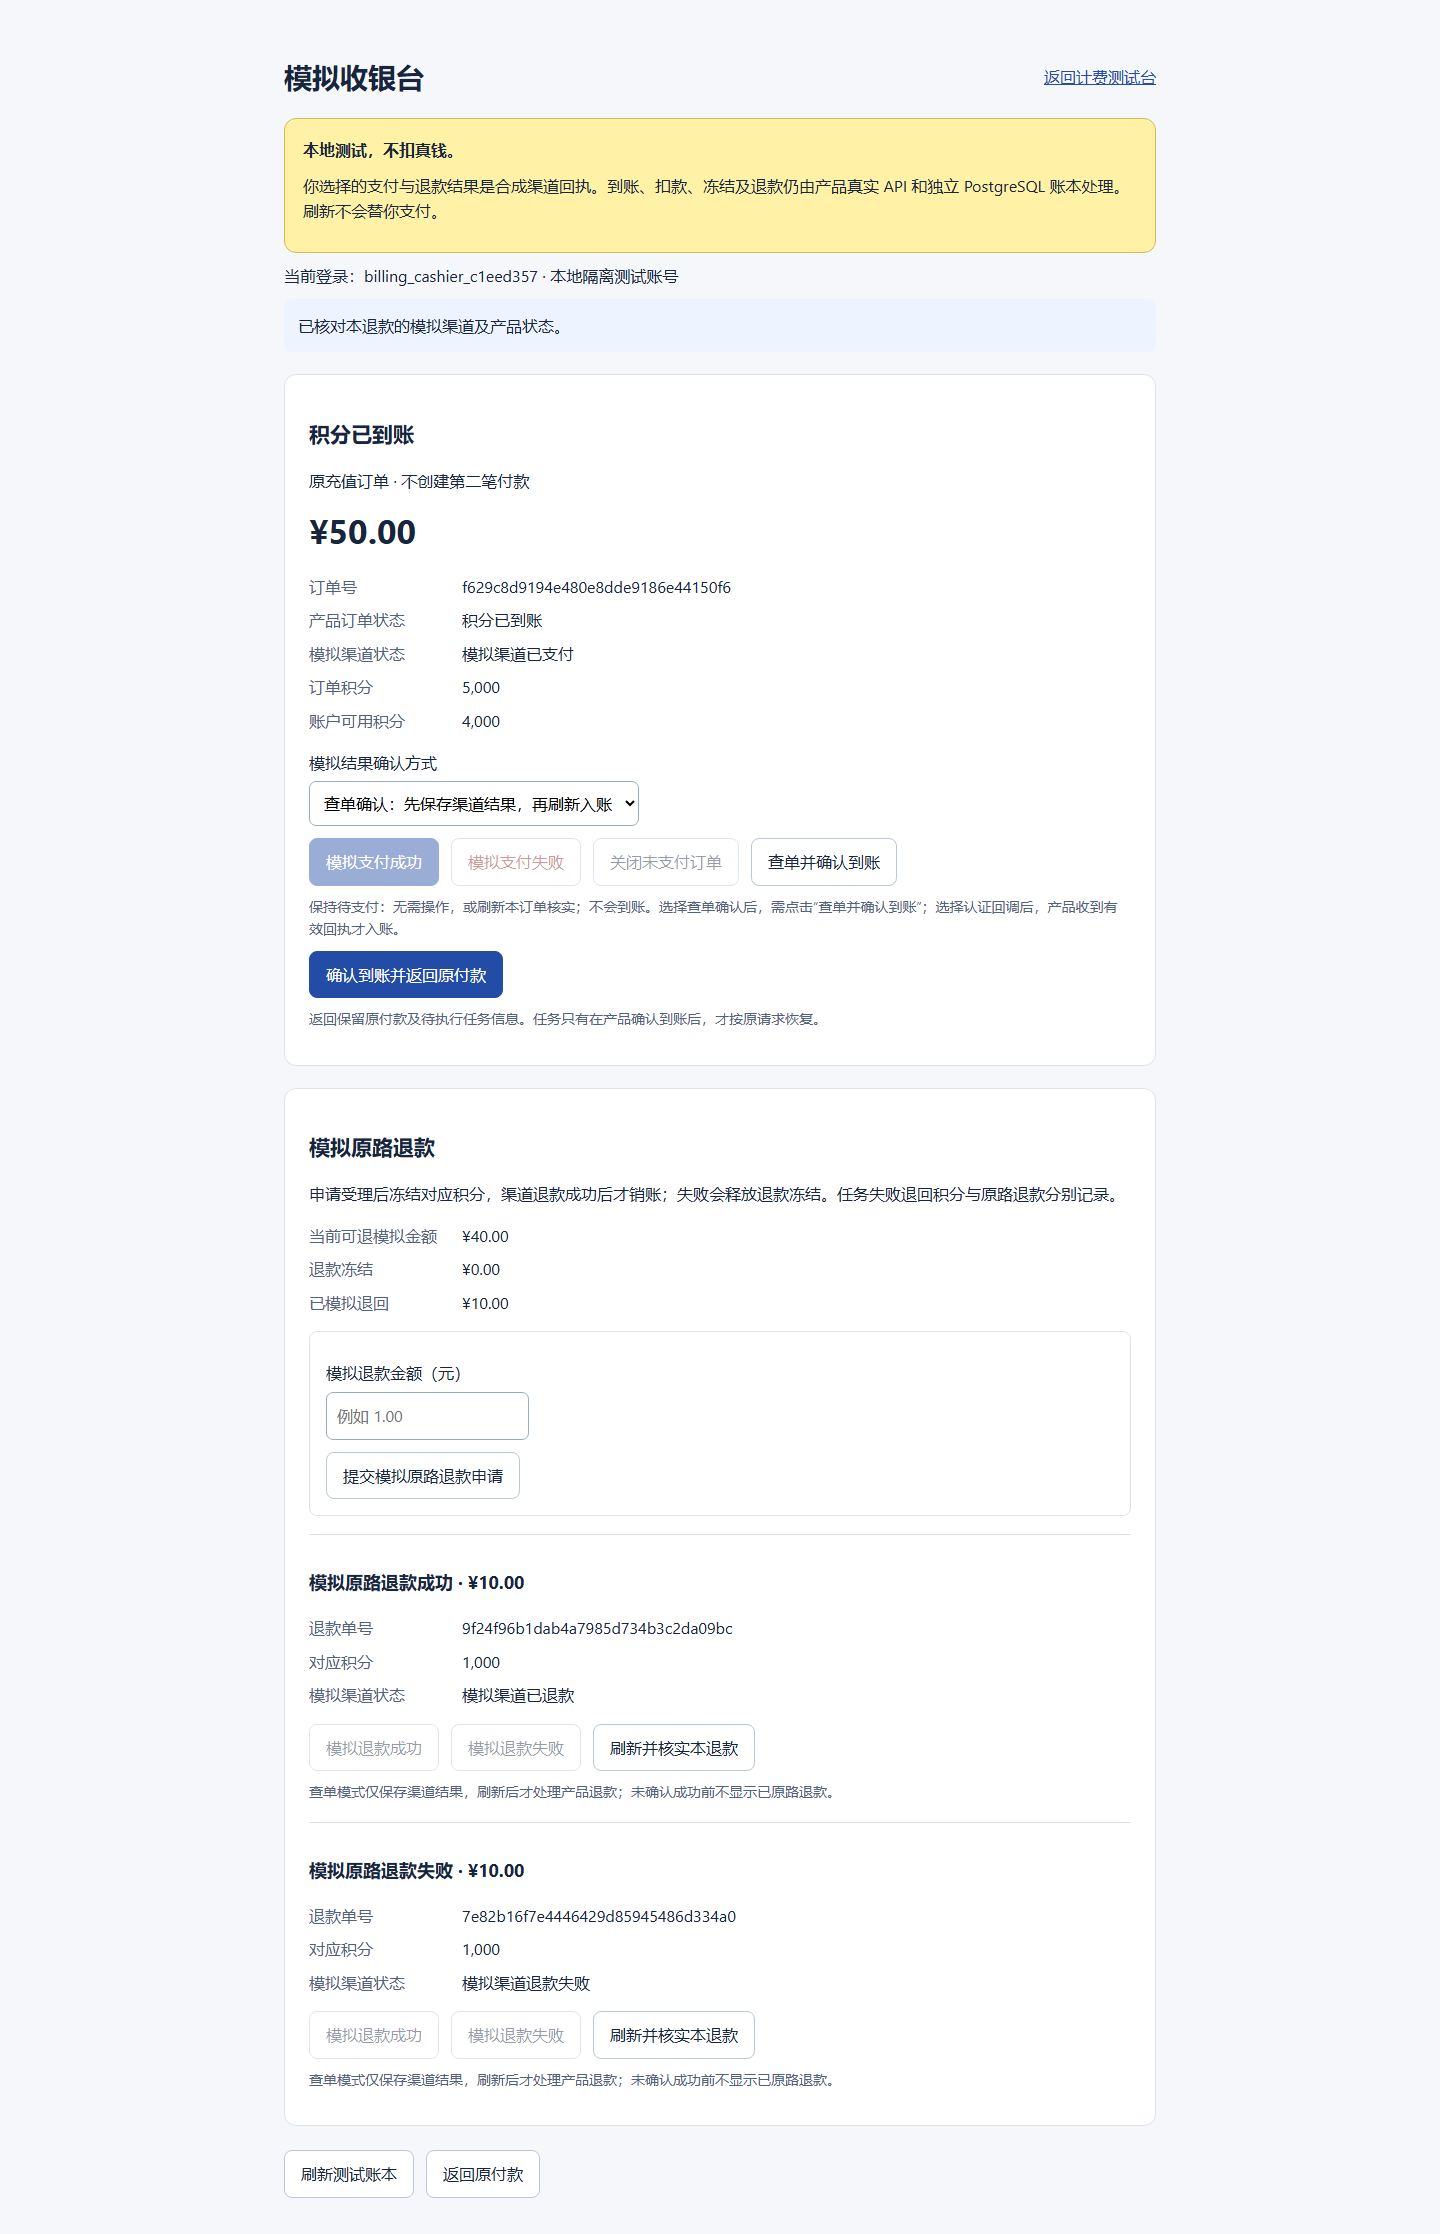 模拟收银台
返回计费测试台
本地测试，不扣真钱。
你选择的支付与退款结果是合成渠道回执。到账、扣款、冻结及退款仍由产品真实 API 和独立 PostgreSQL 账本处理。
刷新不会替你支付。
当前登录：billing_cashier_c1eed357 · 本地隔离测试账号
已核对本退款的模拟渠道及产品状态。
积分已到账
原充值订单 · 不创建第二笔付款
¥50.00
订单号 f629c8d9194e480e8dde9186e44150f6
产品订单状态 积分已到账
模拟渠道状态 模拟渠道已支付
订单积分 5,000
账户可用积分 4,000
模拟结果确认方式
查单确认：先保存渠道结果，再刷新入账
模拟支付成功 模拟支付失败 关闭未支付订单 查单并确认到账
保持待支付：无需操作，或刷新本订单核实；不会到账。选择查单确认后，需点击“查单并确认到账”；选择认证回调后，产品收到有
效回执才入账。
确认到账并返回原付款
返回保留原付款及待执行任务信息。任务只有在产品确认到账后，才按原请求恢复。
模拟原路退款
申请受理后冻结对应积分，渠道退款成功后才销账；失败会释放退款冻结。任务失败退回积分与原路退款分别记录。
当前可退模拟金额 ¥40.00
退款冻结 ¥0.00
已模拟退回 ¥10.00
模拟退款金额（元）
例如 1.00
提交模拟原路退款申请
模拟原路退款成功 · ¥10.00
退款单号 9f24f96b1dab4a7985d734b3c2da09bc
对应积分 1,000
模拟渠道状态 模拟渠道已退款
模拟退款成功 模拟退款失败 刷新并核实本退款
查单模式仅保存渠道结果，刷新后才处理产品退款；未确认成功前不显示已原路退款。
模拟原路退款失败 · ¥10.00
退款单号 7e82b16f7e4446429d85945486d334a0
对应积分 1,000
模拟渠道状态 模拟渠道退款失败
模拟退款成功 模拟退款失败 刷新并核实本退款
查单模式仅保存渠道结果，刷新后才处理产品退款；未确认成功前不显示已原路退款。
刷新测试账本 返回原付款